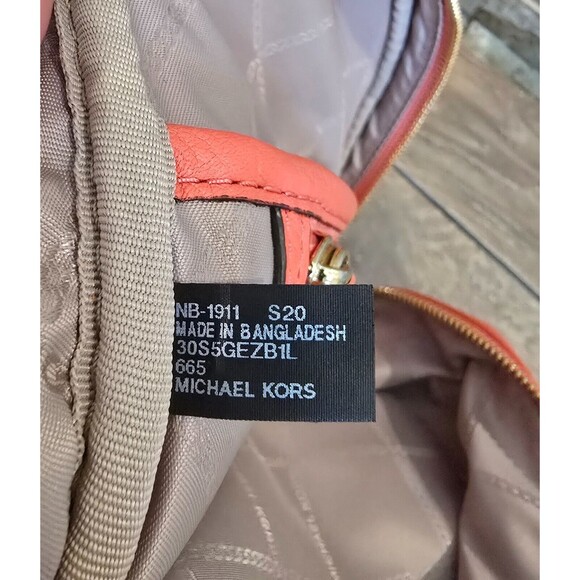 NB-1911 S20
MADE IN BANGLADESH
30S5GEZB1L
665
MICHAEL KORS